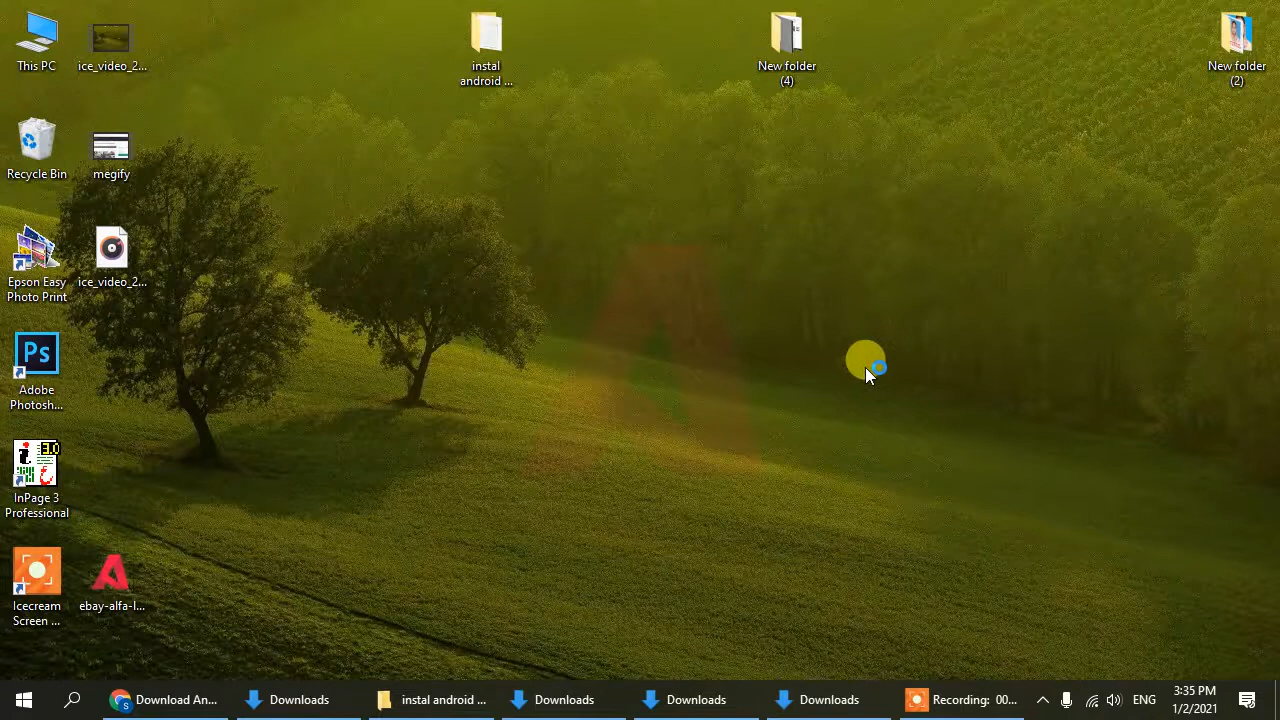 This PC
ice_video_2...
instal
android ...
New folder
(4)
New folder
(2)
Recycle Bin
megify
Epson Easy
Photo Print
ice_video_2...
Ps
Adobe
Photosh...
3.0
InPage 3
Professional
Icecream
Screen ...
ebay-alfa-l...
S
Download An...
Downloads
instal android ...
Downloads
Downloads
Downloads
Recording: 00...
ENG
3:35 PM
1/2/2021